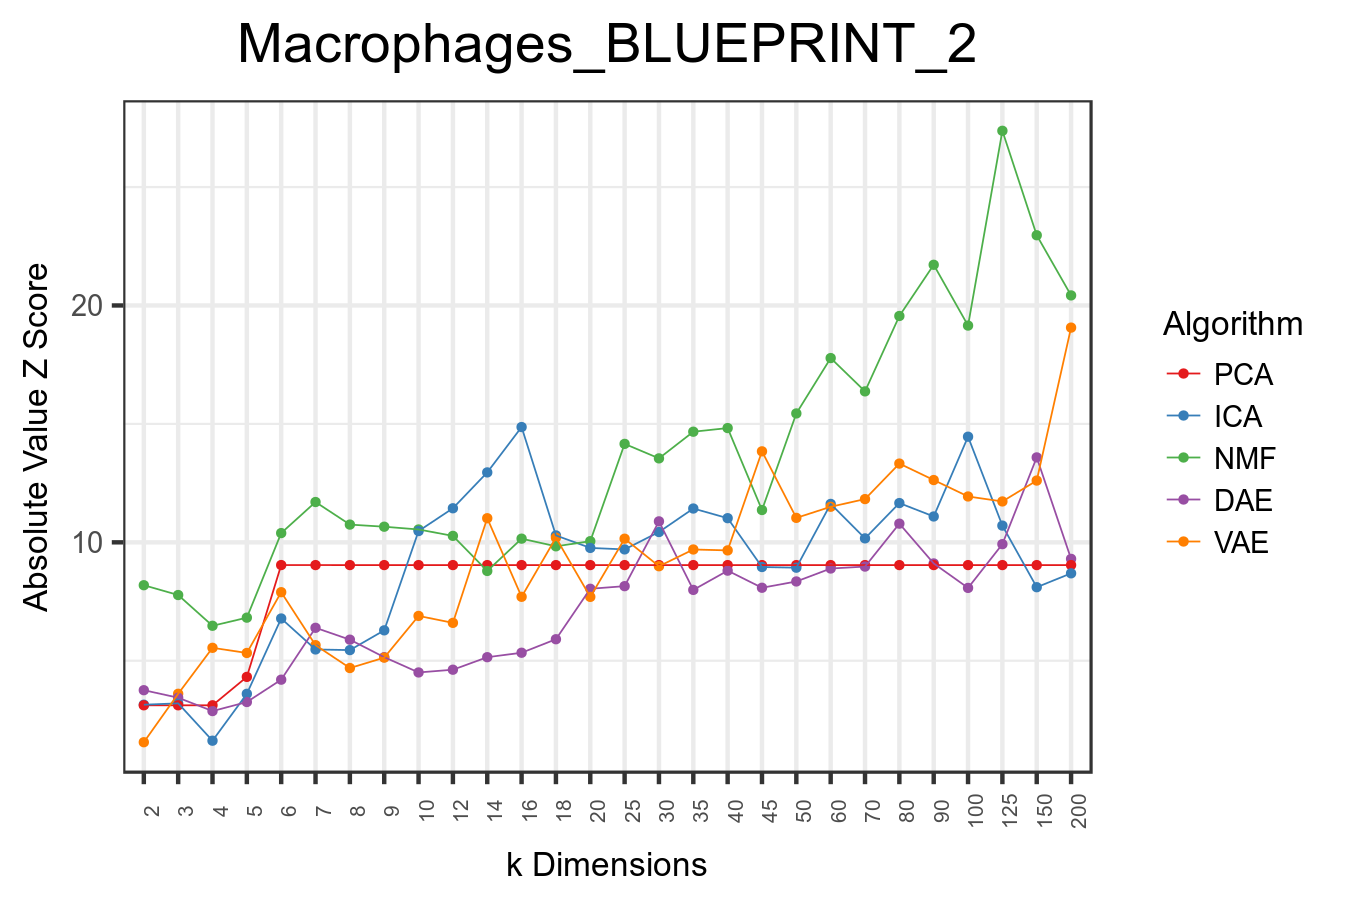 Macrophages_BLUEPRINT_2
Absolute Value Z Score
20
10
2 3 4 5 6 7 8 9 10 12 14 16 18 20 25 30 35 40 45 50 60 70 80 90 100 125 150 200
k Dimensions
Algorithm
PCA
ICA
NMF
DAE
VAE